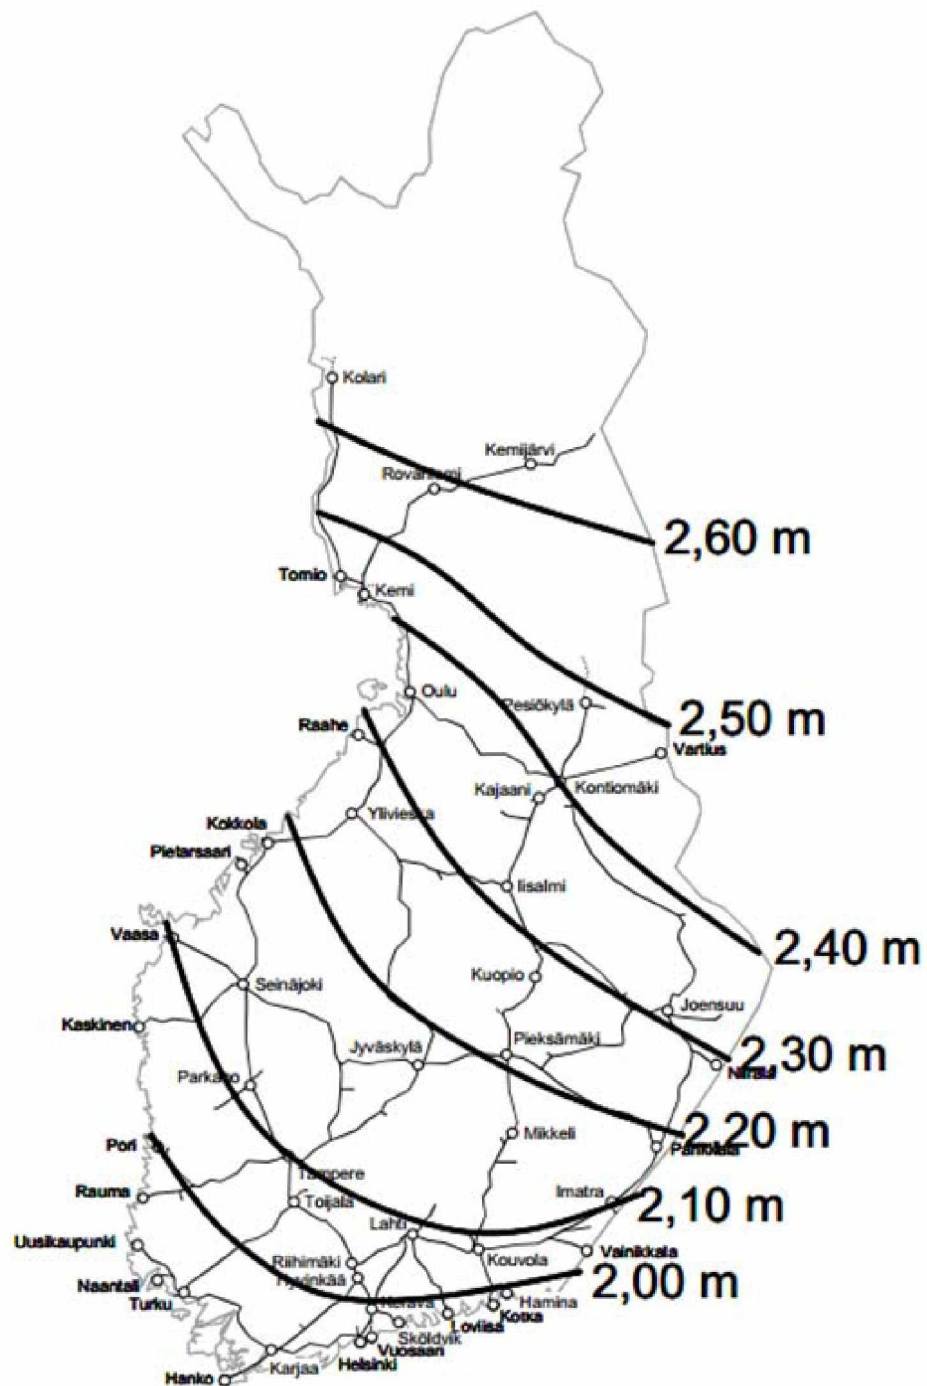 Kolari
Kemijärvi
Rovaniemi
2,60 m
Tornio
Kemi
Oulu
Pesiökylä
2,50 m
Raahe
Vartius
Kajaani
Kontiomäki
Ylivieska
Kokkola
Pietarsaari
Iisalmi
Vaasa
2,40 m
Kuopio
Seinäjoki
Joensuu
Kaskinen
Pieksämäki
Jyväskylä
2,30 m
Niirala
Parkano
Mikkeli
2,20 m
Pori
Parikkala
Tampere
Rauma
Imatra
Toijala
2,10 m
Lahti
Uusikaupunki
Vainikkala
Kouvola
Riihimäki
Hyvinkää
2,00 m
Naantali
Turku
Kerava
Hamina
Kotka
Loviisa
Sköldvik
Vuosaari
Helsinki
Karjaa
Hanko